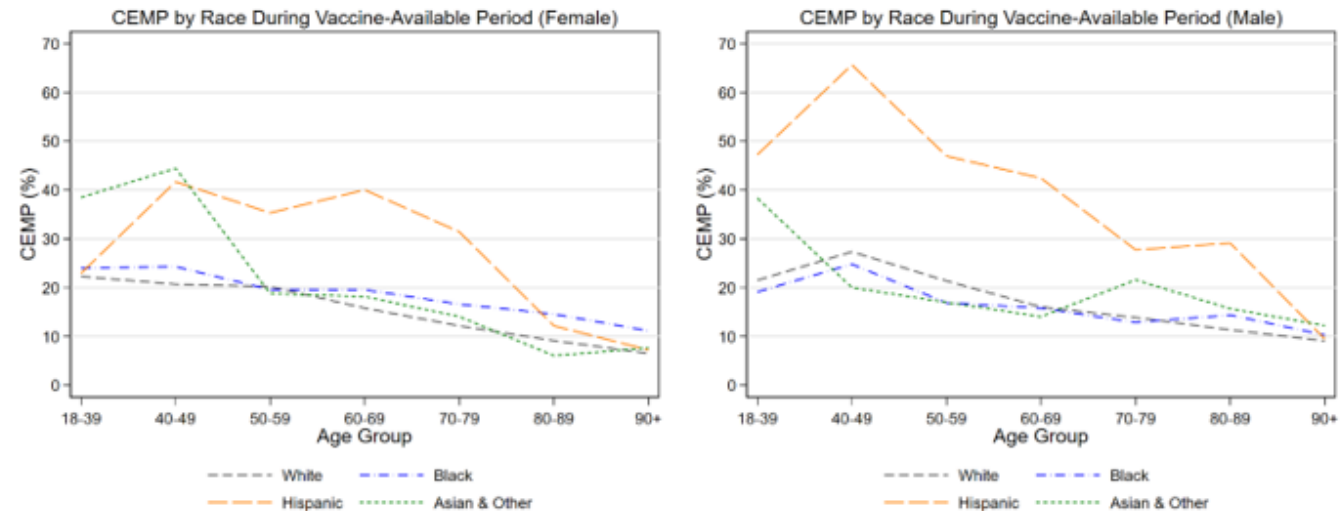 CEMP by Race During Vaccine-Available Period (Female)
70
60
50
40
30
20
10
0
CEMP (%)
18-39 40-49 50-59 60-69 70-79 80-89 90+
Age Group
White Black
Hispanic Asian & Other
CEMP by Race During Vaccine-Available Period (Male)
70
60
50
40
30
20
10
0
CEMP (%)
18-39 40-49 50-59 60-69 70-79 80-89 90+
Age Group
White Black
Hispanic Asian & Other